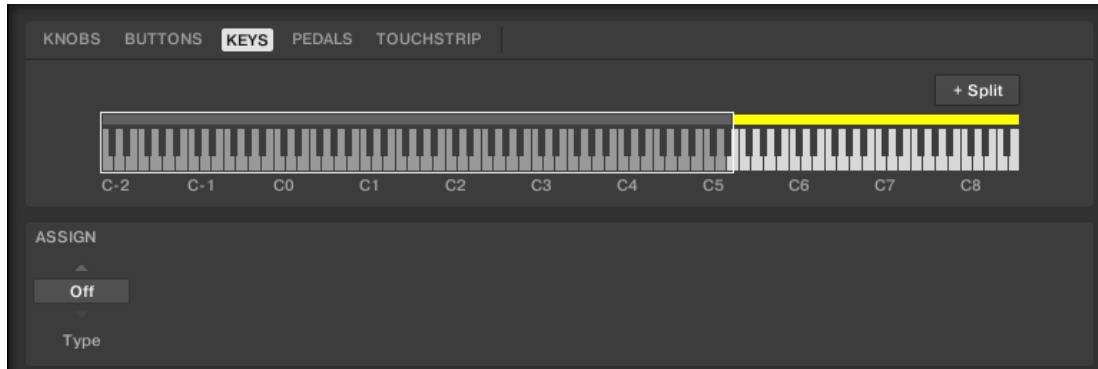 KNOBS BUTTONS KEYS PEDALS TOUCHSTRIP
+ Split
C-2 C-1 C0 C1 C2 C3 C4 C5 C6 C7 C8
ASSIGN
Off
Type